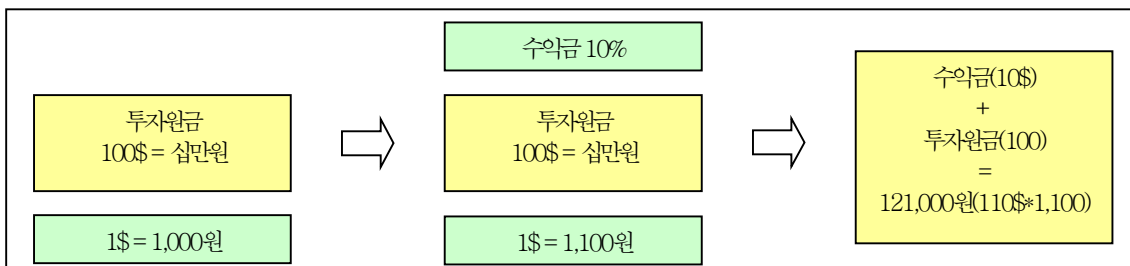 투자원금
100$ = 십만원
1$ = 1,000원
수익금 10%
투자원금
100$ = 십만원
1$ = 1,100원
수익금(10$)
+
투자원금(100)
=
121,000원(110$*1,100)